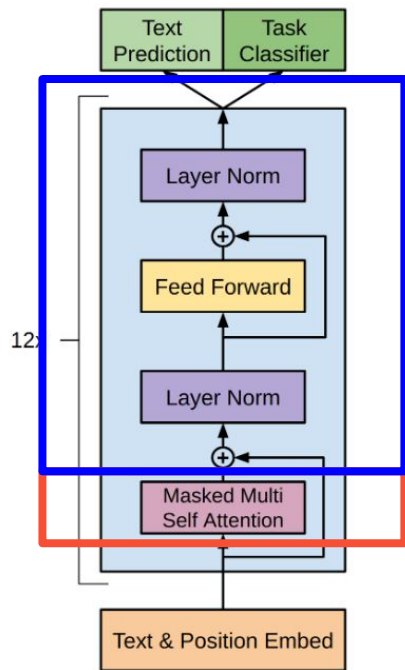 Text
Prediction
Task
Classifier
Layer Norm
+
Feed Forward
12x
Layer Norm
+
Masked Multi
Self Attention
Text & Position Embed